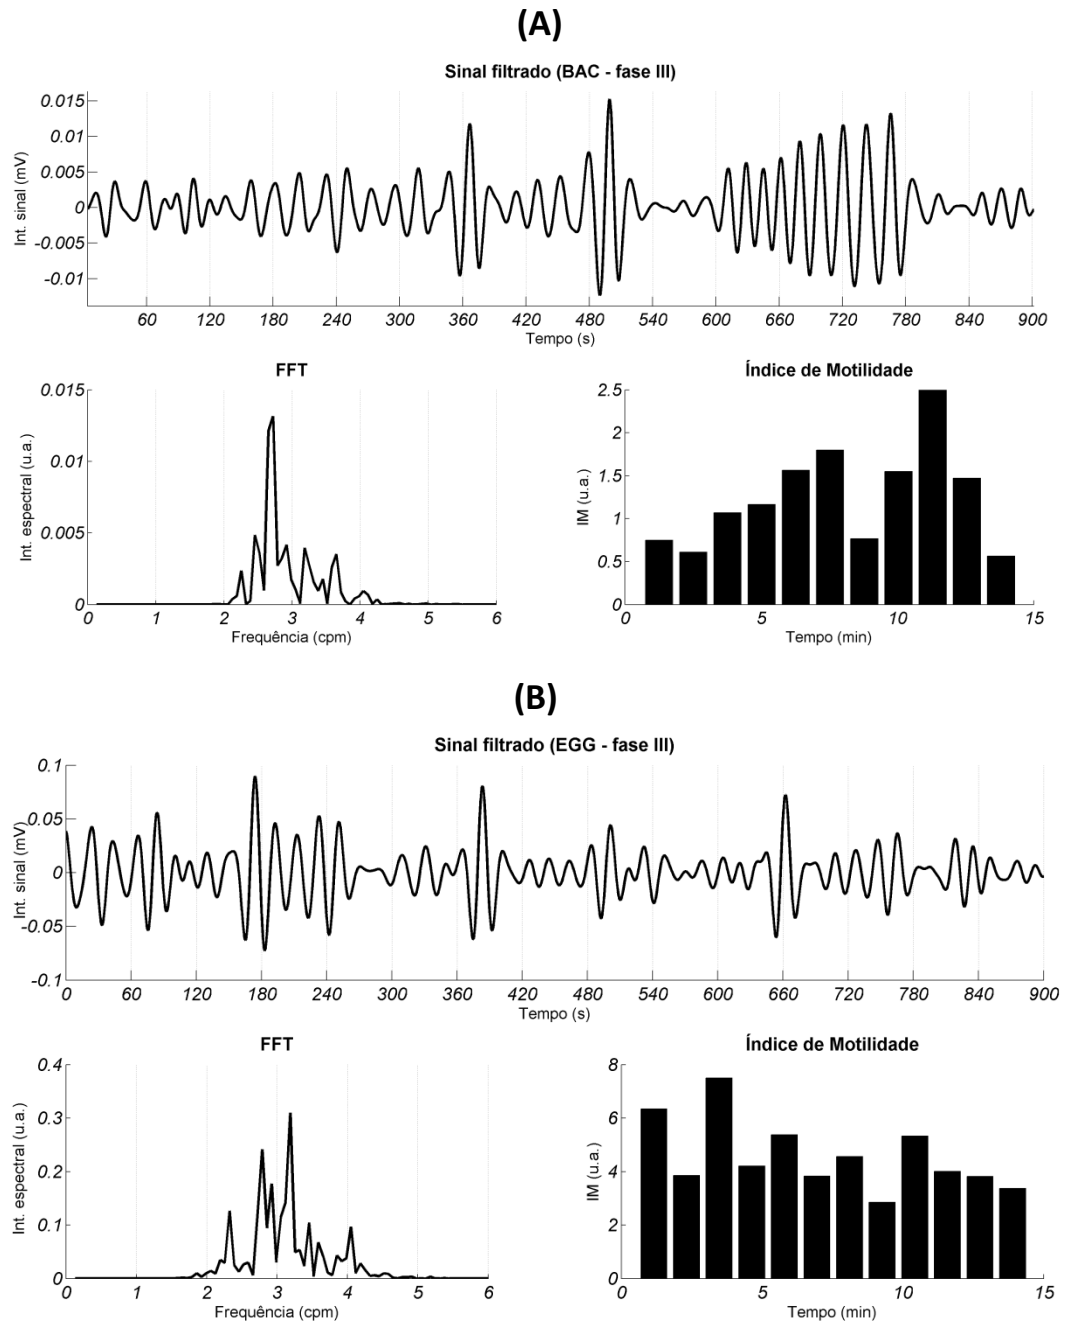 (A)
Sinal filtrado (BAC - fase III)
Int. sinal (mV)
0.015
0.01
0.005
0
-0.005
-0.01
60 120 180 240 300 360 420 480 540 600 660 720 780 840 900
Tempo (s)
FFT
Int. espectral (u.a.)
0.015
0.01
0.005
0
0 1 2 3 4 5 6
Frequência (cpm)
Índice de Motilidade
IM (u.a.)
2.5
2
1.5
1
0.5
0
0 5 10 15
Tempo (min)
(B)
Sinal filtrado (EGG - fase III)
Int. sinal (mV)
0.1
0.05
0
-0.05
-0.1
0 60 120 180 240 300 360 420 480 540 600 660 720 780 840 900
Tempo (s)
FFT
Int. espectral (u.a.)
0.4
0.3
0.2
0.1
0
0 1 2 3 4 5 6
Frequência (cpm)
Índice de Motilidade
IM (u.a.)
8
6
4
2
0
0 5 10 15
Tempo (min)